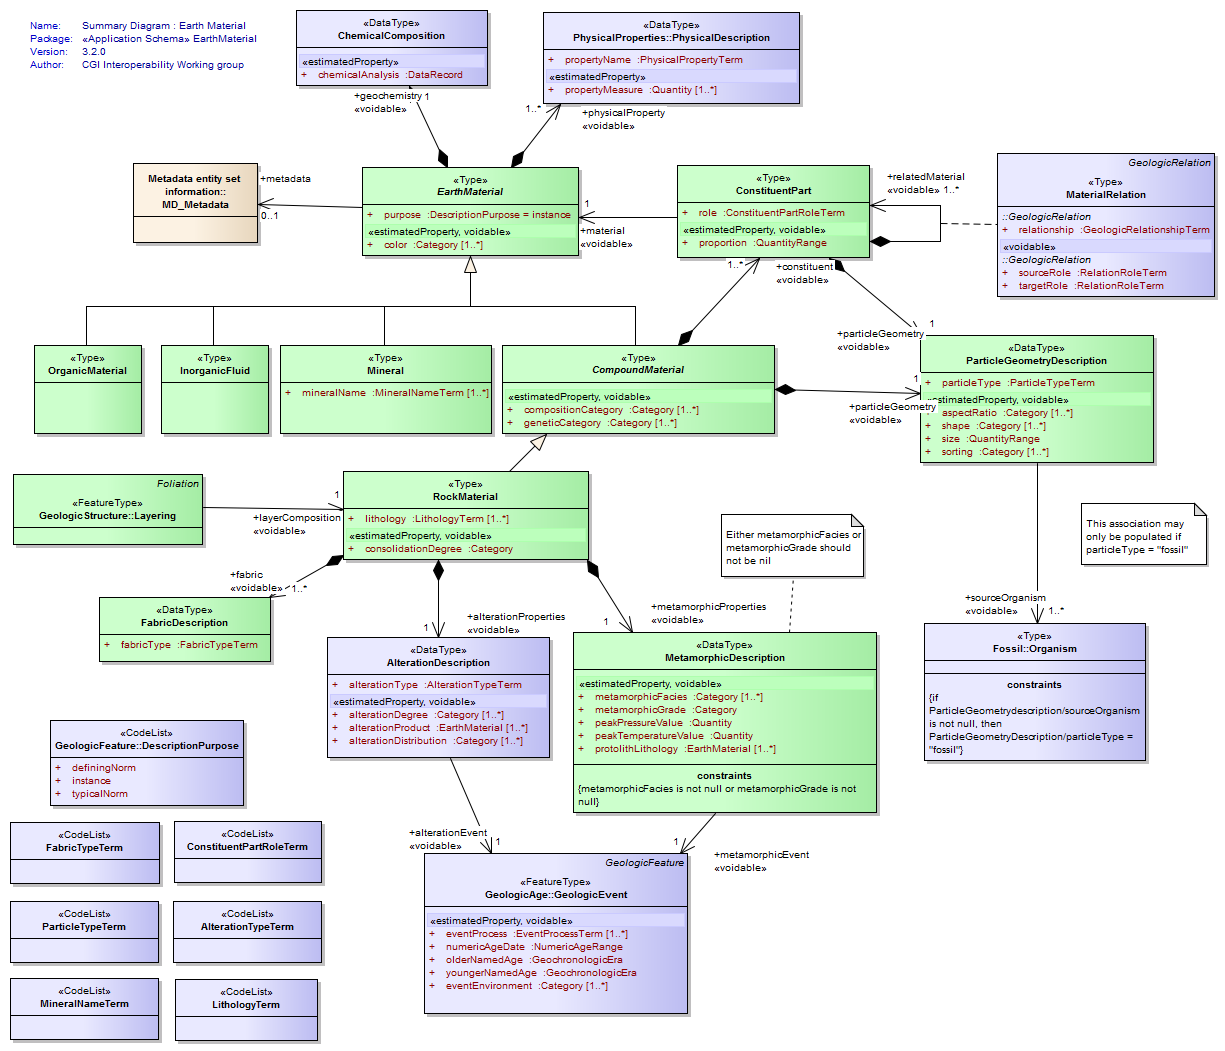 Name: Summary Diagram : Earth Material
Package: «Application Schema» EarthMaterial
Version: 3.2.0
Author: CGI Interoperability Working group
«DataType»
ChemicalComposition
«estimatedProperty»
+ chemicalAnalysis :DataRecord
«DataType»
PhysicalProperties::PhysicalDescription
+ propertyName :PhysicalPropertyTerm
«estimatedProperty»
+ propertyMeasure :Quantity [1..*]
+geochemistry 1
«voidable»
1..*
+physicalProperty
«voidable»
Metadata entity set
information::
MD_Metadata
+metadata
0..1
«Type»
EarthMaterial
+ purpose :DescriptionPurpose = instance
«estimatedProperty, voidable»
+ color :Category [1..*]
1
+material
«voidable»
«Type»
ConstituentPart
+ role :ConstituentPartRoleTerm
«estimatedProperty, voidable»
+ proportion :QuantityRange
+relatedMaterial
«voidable» 1..*
GeologicRelation
«Type»
MaterialRelation
::GeologicRelation
+ relationship :GeologicRelationshipTerm
«voidable»
::GeologicRelation
+ sourceRole :RelationRoleTerm
+ targetRole :RelationRoleTerm
1..*
+constituent
«voidable»
1
+particleGeometry
«voidable»
«Type»
OrganicMaterial
«Type»
InorganicFluid
«Type»
Mineral
+ mineralName :MineralNameTerm [1..*]
«Type»
CompoundMaterial
«estimatedProperty, voidable»
+ compositionCategory :Category [1..*]
+ geneticCategory :Category [1..*]
1
+particleGeometry
«voidable»
«DataType»
ParticleGeometryDescription
+ particleType :ParticleTypeTerm
«estimatedProperty, voidable»
+ aspectRatio :Category [1..*]
+ shape :Category [1..*]
+ size :QuantityRange
+ sorting :Category [1..*]
Foliation
«FeatureType»
GeologicStructure::Layering
1
+layerComposition
«voidable»
«Type»
RockMaterial
+ lithology :LithologyTerm [1..*]
«estimatedProperty, voidable»
+ consolidationDegree :Category
Either metamorphicFacies or
metamorphicGrade should
not be nil
This association may
only be populated if
particleType = "fossil"
+fabric
«voidable» 1..*
«DataType»
FabricDescription
+ fabricType :FabricTypeTerm
1
+alterationProperties
«voidable»
1
+metamorphicProperties
«voidable»
+sourceOrganism
«voidable»
1..*
«DataType»
AlterationDescription
+ alterationType :AlterationTypeTerm
«estimatedProperty, voidable»
+ alterationDegree :Category [1..*]
+ alterationProduct :EarthMaterial [1..*]
+ alterationDistribution :Category [1..*]
«DataType»
MetamorphicDescription
«estimatedProperty, voidable»
+ metamorphicFacies :Category [1..*]
+ metamorphicGrade :Category
+ peakPressureValue :Quantity
+ peakTemperatureValue :Quantity
+ protolithLithology :EarthMaterial [1..*]
constraints
{metamorphicFacies is not null or metamorphicGrade is not
null}
«Type»
Fossil::Organism
constraints
{if
ParticleGeometrydescription/sourceOrganism
is not null, then
ParticleGeometryDescription/particleType =
"fossil"}
«CodeList»
GeologicFeature::DescriptionPurpose
+ definingNorm
+ instance
+ typicalNorm
+alterationEvent
«voidable»
1
1
+metamorphicEvent
«voidable»
«CodeList»
FabricTypeTerm
«CodeList»
ConstituentPartRoleTerm
GeologicFeature
«FeatureType»
GeologicAge::GeologicEvent
«estimatedProperty, voidable»
+ eventProcess :EventProcessTerm [1..*]
+ numericAgeDate :NumericAgeRange
+ olderNamedAge :GeochronologicEra
+ youngerNamedAge :GeochronologicEra
+ eventEnvironment :Category [1..*]
«CodeList»
ParticleTypeTerm
«CodeList»
AlterationTypeTerm
«CodeList»
MineralNameTerm
«CodeList»
LithologyTerm